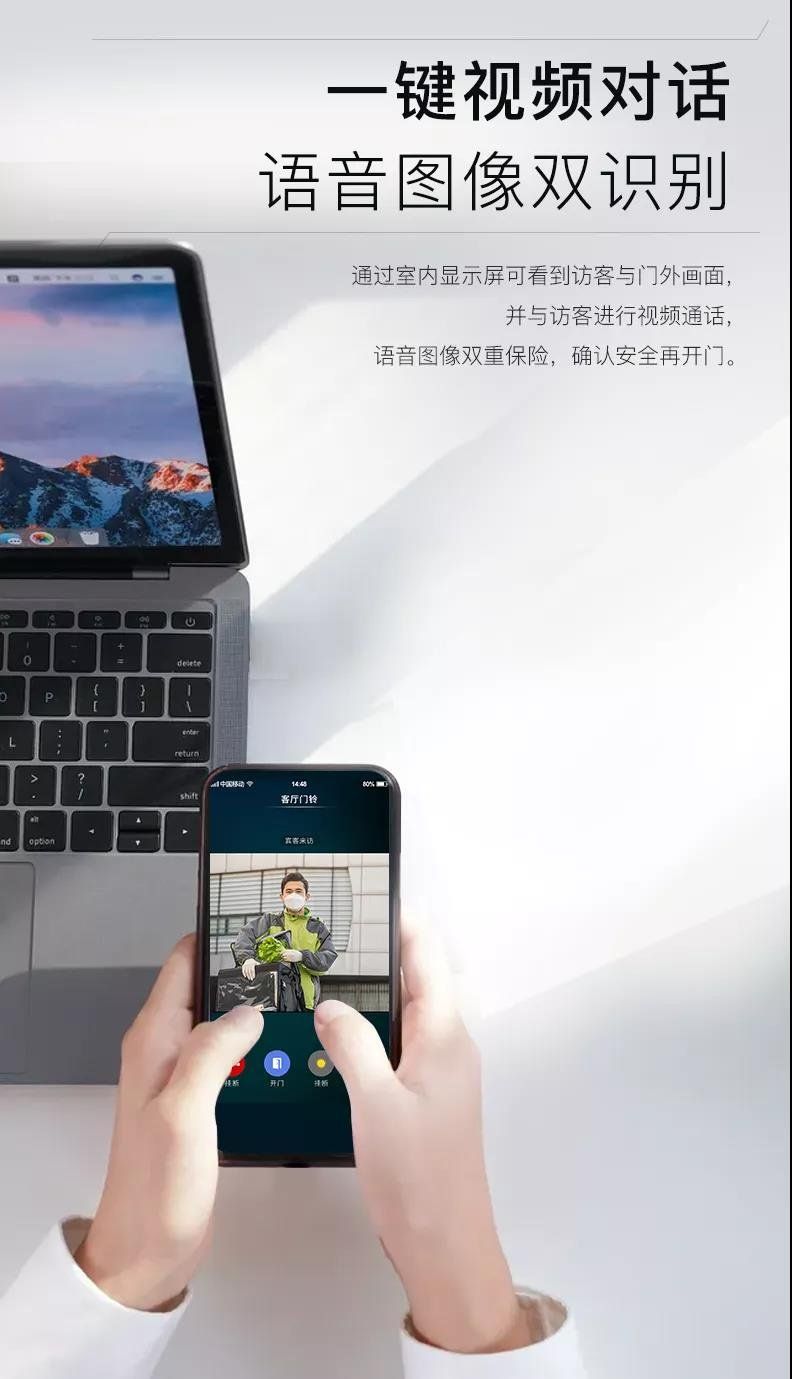 一键视频对话
语音图像双识别
通过室内显示屏可看到访客与门外画面，
并与访客进行视频通话，
语音图像双重保险，确认安全再开门。
delete
enter
return
shift
alt
option
O
P
L
中国移动 14:48 80%
客厅门铃
宾客来访
挂断 开门 挂断